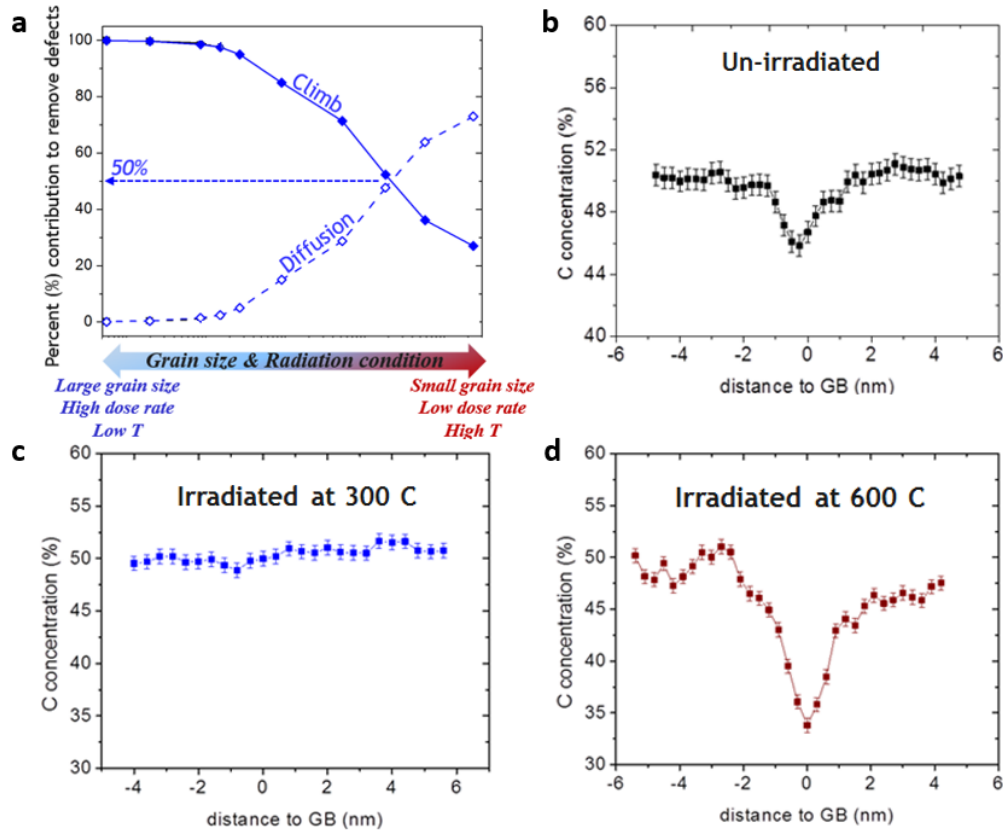 a
Percent (%) contribution to remove defects
100
80
60
40
20
0
Climb
50%
Diffusion
Grain size & Radiation condition
Large grain size
High dose rate
Low T
Small grain size
Low dose rate
High T
b
Un-irradiated
C concentration (%)
60
56
52
48
44
40
-6 -4 -2 0 2 4 6
distance to GB (nm)
c
Irradiated at 300 C
C concentration (%)
60
55
50
45
40
35
30
-4 -2 0 2 4 6
distance to GB (nm)
d
Irradiated at 600 C
C concentration (%)
60
55
50
45
40
35
30
-6 -4 -2 0 2 4 6
distance to GB (nm)